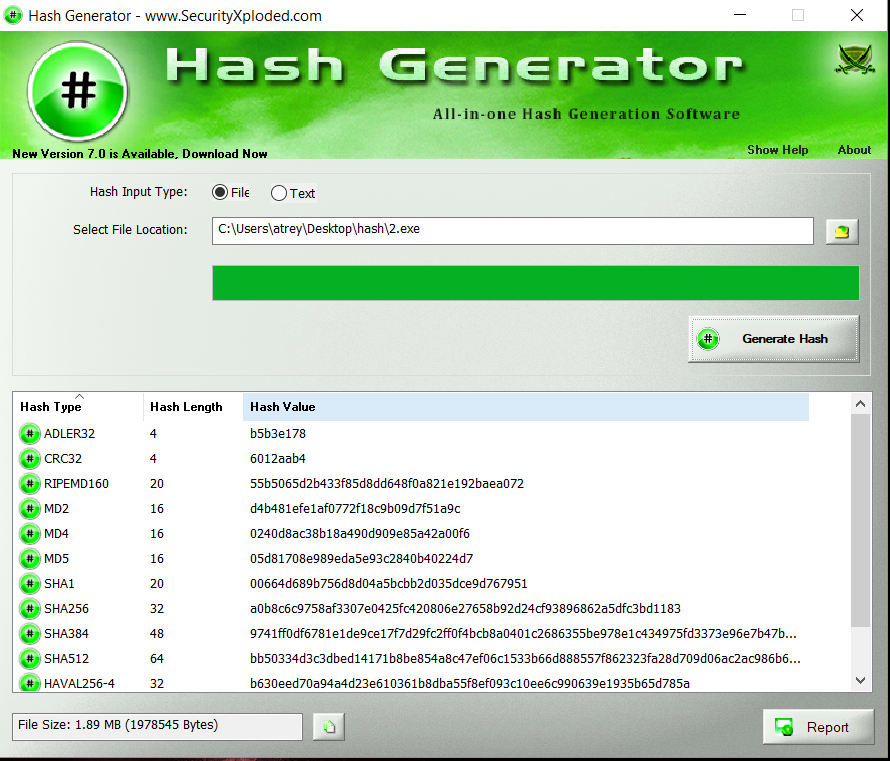 Hash Generator - www.SecurityXploded.com
#
Hash Generator
All-in-one Hash Generation Software
New Version 7.0 is Available, Download Now
Show Help About
Hash Input Type: File Text
Select File Location: C:\Users\atrey\Desktop\hash\2.exe
# Generate Hash
Hash Type Hash Length Hash Value
# ADLER32 4 b5b3e178
# CRC32 4 6012aab4
# RIPEMD160 20 55b5065d2b433f85d8dd648f0a821e192baea072
# MD2 16 d4b481efe1af0772f18c9b09d7f51a9c
# MD4 16 0240d8ac38b18a490d909e85a42a00f6
# MD5 16 05d81708e989eda5e93c2840b40224d7
# SHA1 20 00664d689b756d8d04a5bcbb2d035dce9d767951
# SHA256 32 a0b8c6c9758af3307e0425fc420806e27658b92d24cf93896862a5dfc3bd1183
# SHA384 48 9741ff0df6781e1de9ce17f7d29fc2ff0f4bcb8a0401c2686355be978e1c434975fd3373e96e7b47b...
# SHA512 64 bb50334d3c3dbed14171b8be854a8c47ef06c1533b66d888557f862323fa28d709d06ac2ac986b6...
# HAVAL256-4 32 b630eed70a94a4d23e610361b8dba55f8ef093c10ee6c990639e1935b65d785a
File Size: 1.89 MB (1978545 Bytes)
Report